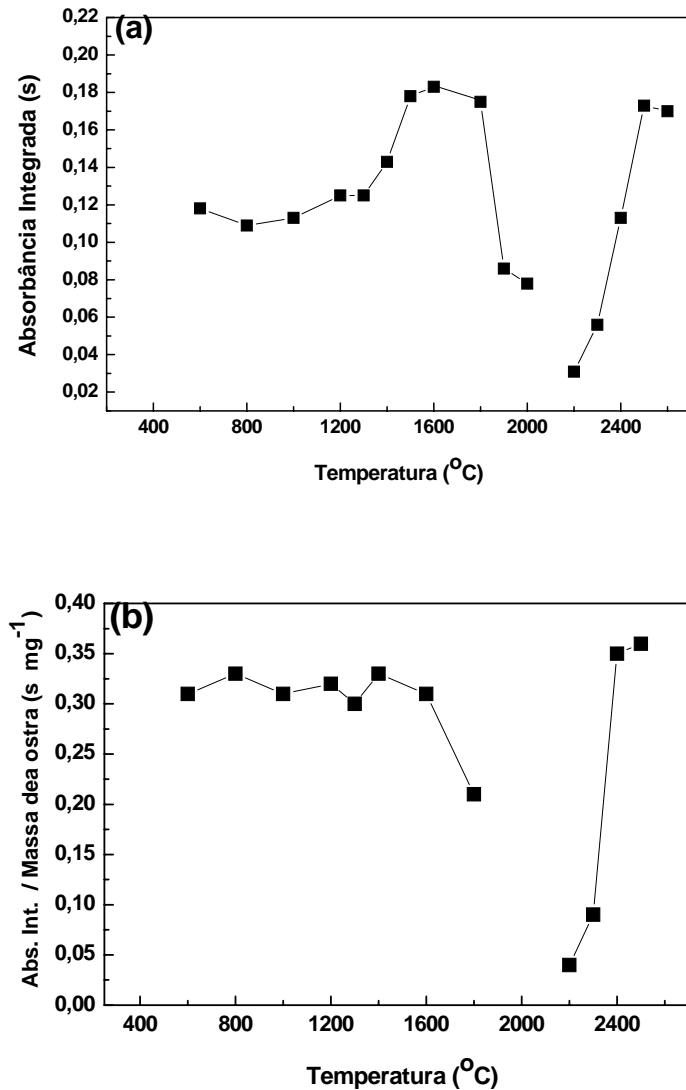 (a)
Absorbância Integrada (s)
0,22
0,20
0,18
0,16
0,14
0,12
0,10
0,08
0,06
0,04
0,02
400 800 1200 1600 2000 2400
Temperatura (°C)
(b)
Abs. Int. / Massa dea ostra (s mg-1)
0,40
0,35
0,30
0,25
0,20
0,15
0,10
0,05
0,00
400 800 1200 1600 2000 2400
Temperatura (°C)